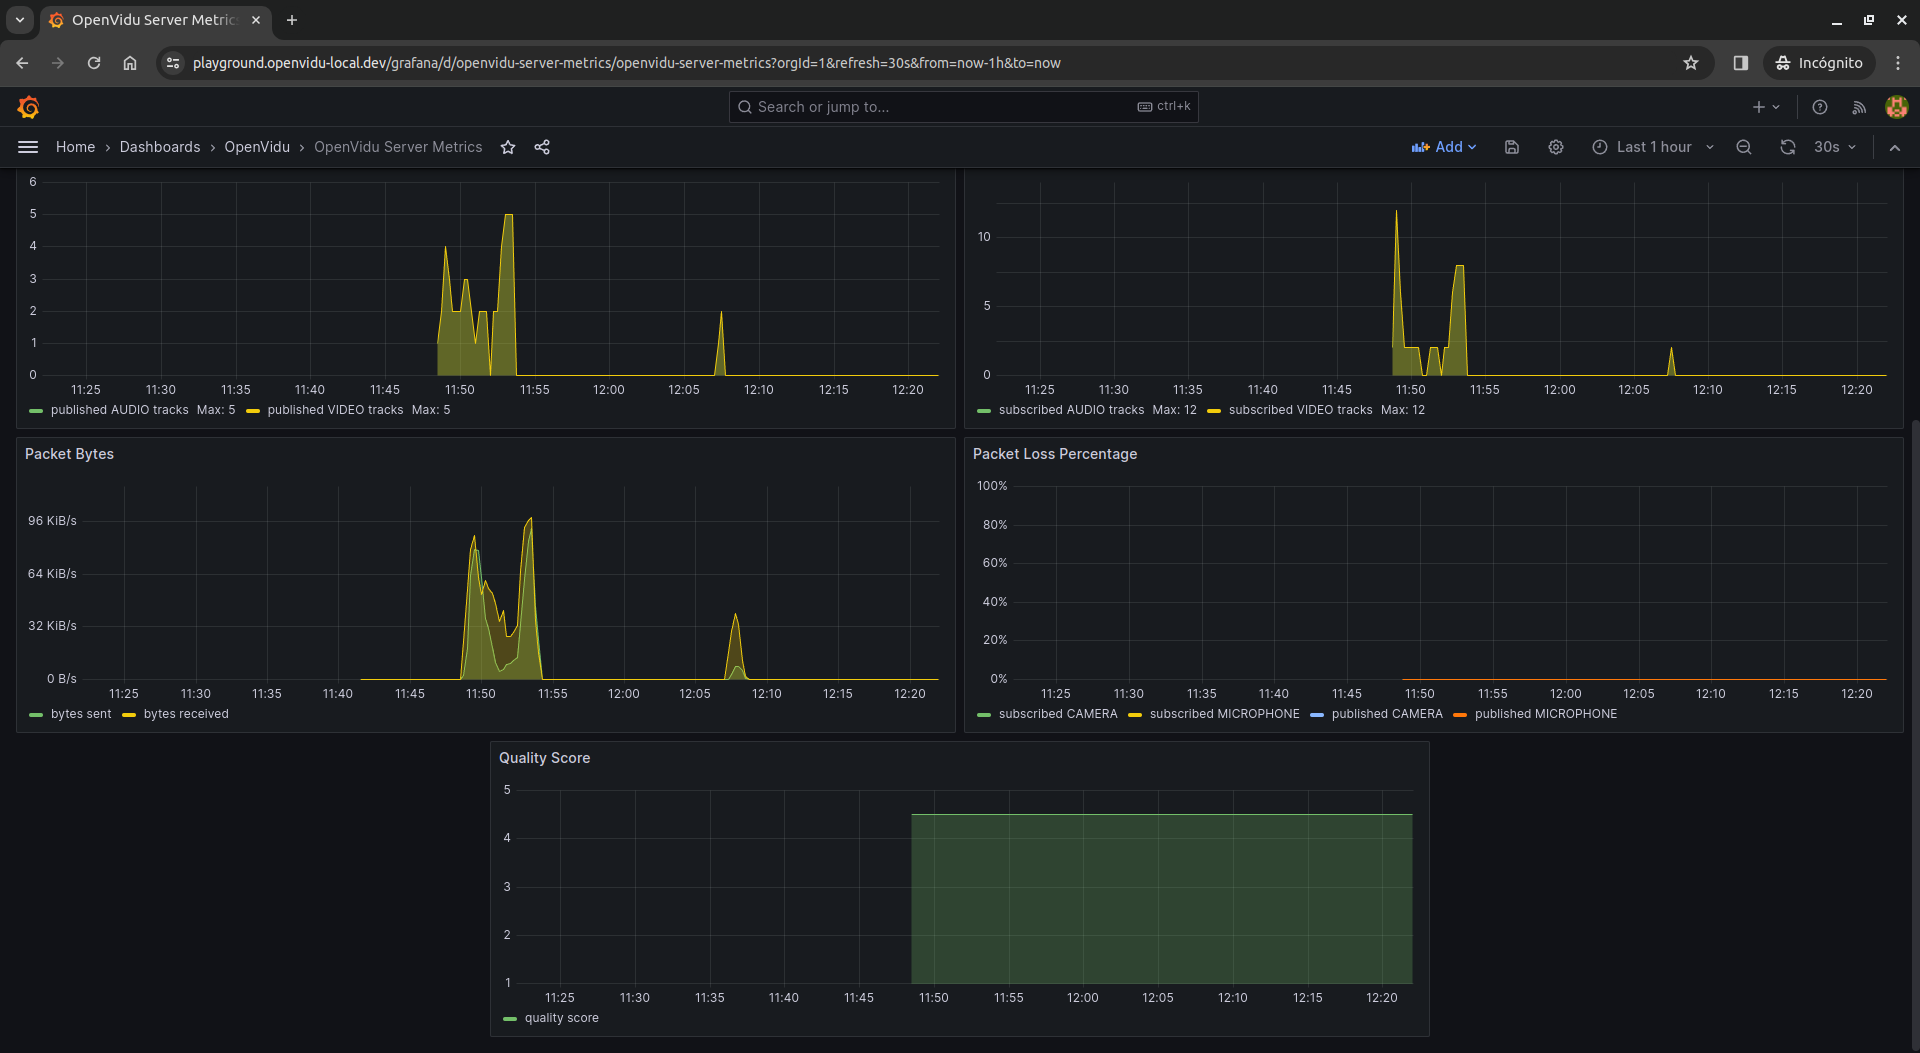 OpenVidu Server Metric
playground.openvidu-local.dev/grafana/d/openvidu-server-metrics/openvidu-server-metrics?orgId=1&refresh=30s&from=now-1h&to=now
Incógnito
Search or jump to...
ctrl+k
Home
Dashboards
OpenVidu
OpenVidu Server Metrics
Add
Last 1 hour
30s
6
5
4
3
2
1
0
11:25 11:30 11:35 11:40 11:45 11:50 11:55 12:00 12:05 12:10 12:15 12:20
published AUDIO tracks Max: 5 published VIDEO tracks Max: 5
10
5
0
11:25 11:30 11:35 11:40 11:45 11:50 11:55 12:00 12:05 12:10 12:15 12:20
subscribed AUDIO tracks Max: 12 subscribed VIDEO tracks Max: 12
Packet Bytes
96 KiB/s
64 KiB/s
32 KiB/s
0 B/s
11:25 11:30 11:35 11:40 11:45 11:50 11:55 12:00 12:05 12:10 12:15 12:20
bytes sent bytes received
Packet Loss Percentage
100%
80%
60%
40%
20%
0%
11:25 11:30 11:35 11:40 11:45 11:50 11:55 12:00 12:05 12:10 12:15 12:20
subscribed CAMERA subscribed MICROPHONE published CAMERA published MICROPHONE
Quality Score
5
4
3
2
1
11:25 11:30 11:35 11:40 11:45 11:50 11:55 12:00 12:05 12:10 12:15 12:20
quality score